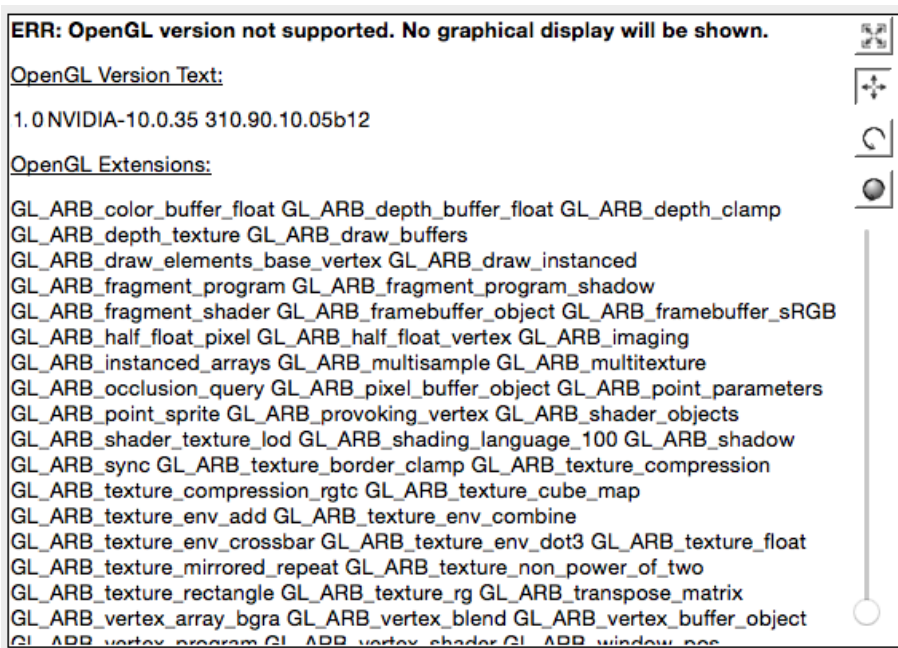 ERR: OpenGL version not supported. No graphical display will be shown.
OpenGL Version Text:
1.0 NVIDIA-10.0.35 310.90.10.05b12
OpenGL Extensions:
GL_ARB_color_buffer_float GL_ARB_depth_buffer_float GL_ARB_depth_clamp
GL_ARB_depth_texture GL_ARB_draw_buffers
GL_ARB_draw_elements_base_vertex GL_ARB_draw_instanced
GL_ARB_fragment_program GL_ARB_fragment_program_shadow
GL_ARB_fragment_shader GL_ARB_framebuffer_object GL_ARB_framebuffer_sRGB
GL_ARB_half_float_pixel GL_ARB_half_float_vertex GL_ARB_imaging
GL_ARB_instanced_arrays GL_ARB_multisample GL_ARB_multitexture
GL_ARB_occlusion_query GL_ARB_pixel_buffer_object GL_ARB_point_parameters
GL_ARB_point_sprite GL_ARB_provoking_vertex GL_ARB_shader_objects
GL_ARB_shader_texture_lod GL_ARB_shading_language_100 GL_ARB_shadow
GL_ARB_sync GL_ARB_texture_border_clamp GL_ARB_texture_compression
GL_ARB_texture_compression_rgtc GL_ARB_texture_cube_map
GL_ARB_texture_env_add GL_ARB_texture_env_combine
GL_ARB_texture_env_crossbar GL_ARB_texture_env_dot3 GL_ARB_texture_float
GL_ARB_texture_mirrored_repeat GL_ARB_texture_non_power_of_two
GL_ARB_texture_rectangle GL_ARB_texture_rg GL_ARB_transpose_matrix
GL_ARB_vertex_array_bgra GL_ARB_vertex_blend GL_ARB_vertex_buffer_object
GL_ARB_vertex_program GL_ARB_vertex_shader GL_ARB_window_pos